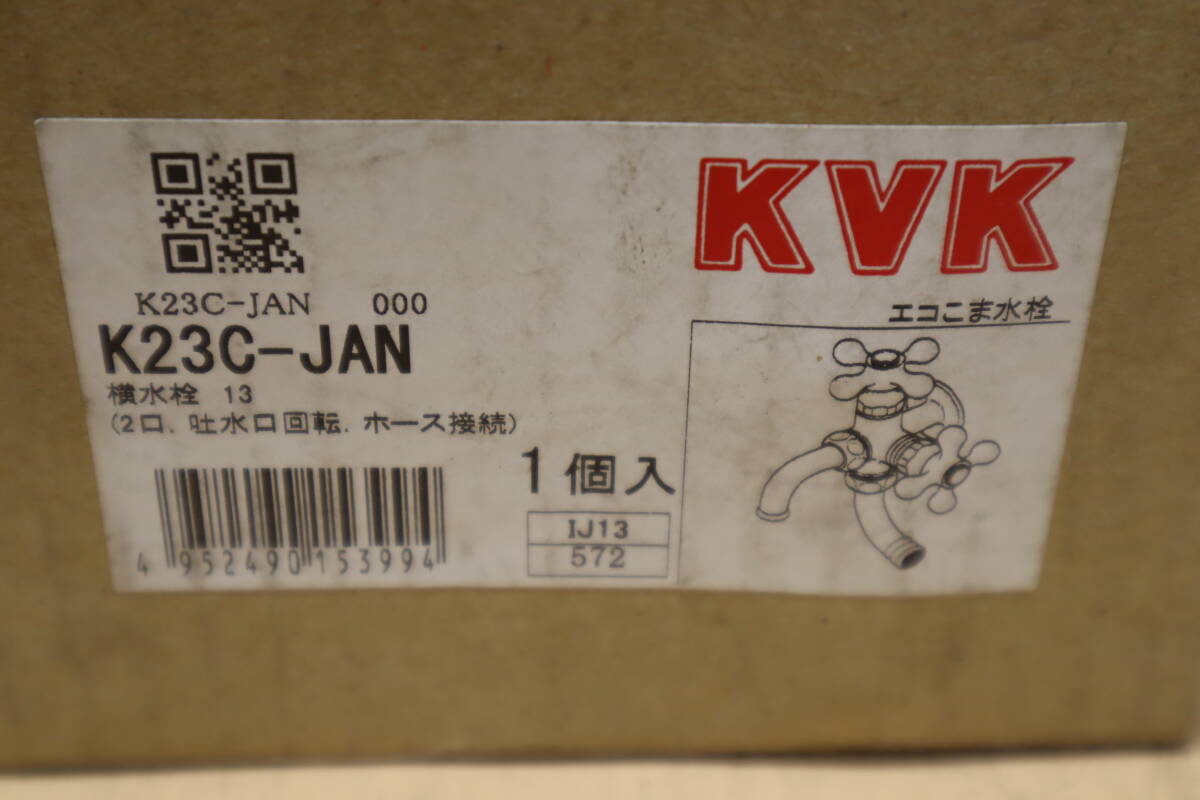 KVK
K23C-JAN 000
K23C-JAN
エコこま水栓
横水栓 13
(2口、吐水口回転、ホース接続)
1個入
IJ13
572
4 952490 153994